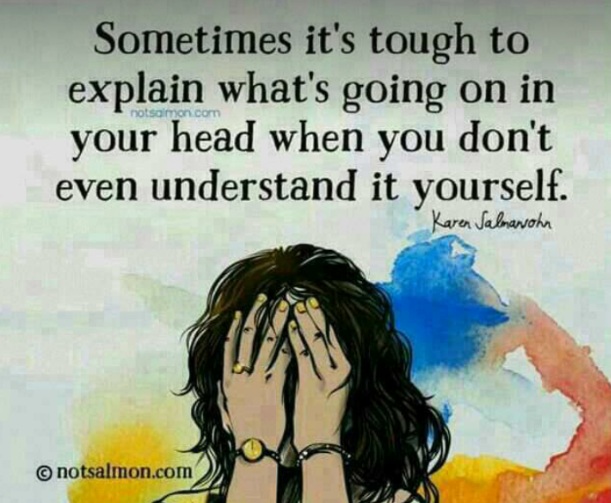 Sometimes it's tough to
explain what's going on in
notsalmon.com
your head when you don't
even understand it yourself.
Karen Salmansohn
© notsalmon.com